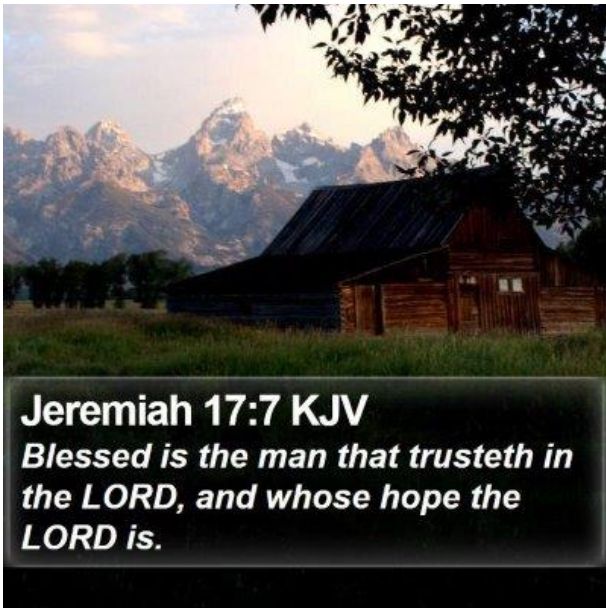 Jeremiah 17:7 KJV
Blessed is the man that trusteth in
the LORD, and whose hope the
LORD is.